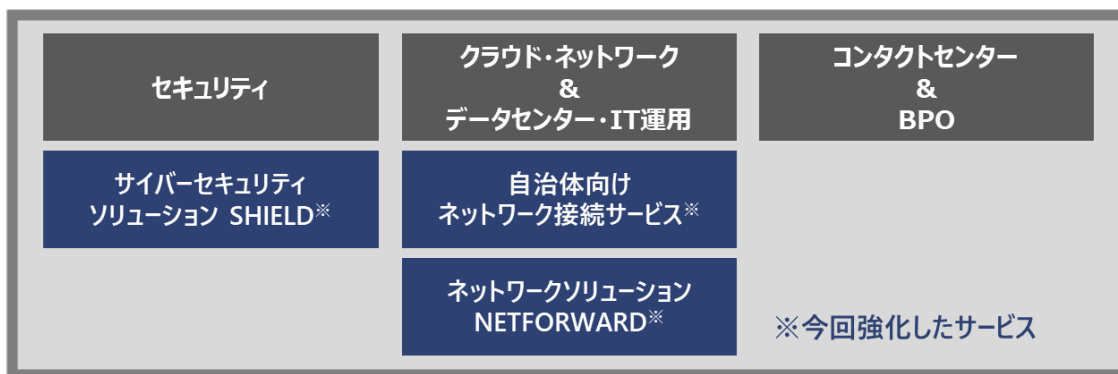 セキュリティ
クラウド・ネットワーク
&
データセンター・IT運用
コンタクトセンター
&
BPO
サイバーセキュリティ
ソリューション SHIELD※
自治体向け
ネットワーク接続サービス※
ネットワークソリューション
NETFORWARD※
※今回強化したサービス